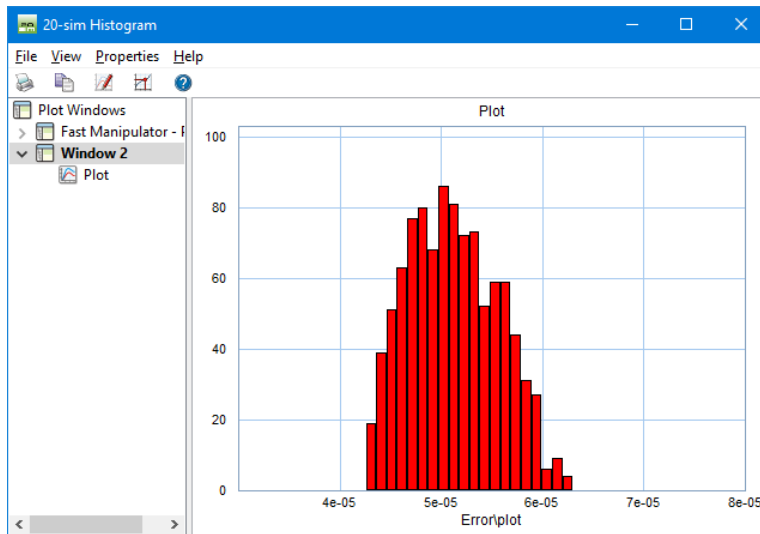 20-sim Histogram
File View Properties Help
Plot Windows
Fast Manipulator - P
Window 2
Plot
Plot
100
80
60
40
20
0
4e-05 5e-05 6e-05 7e-05 8e-05
Error\plot